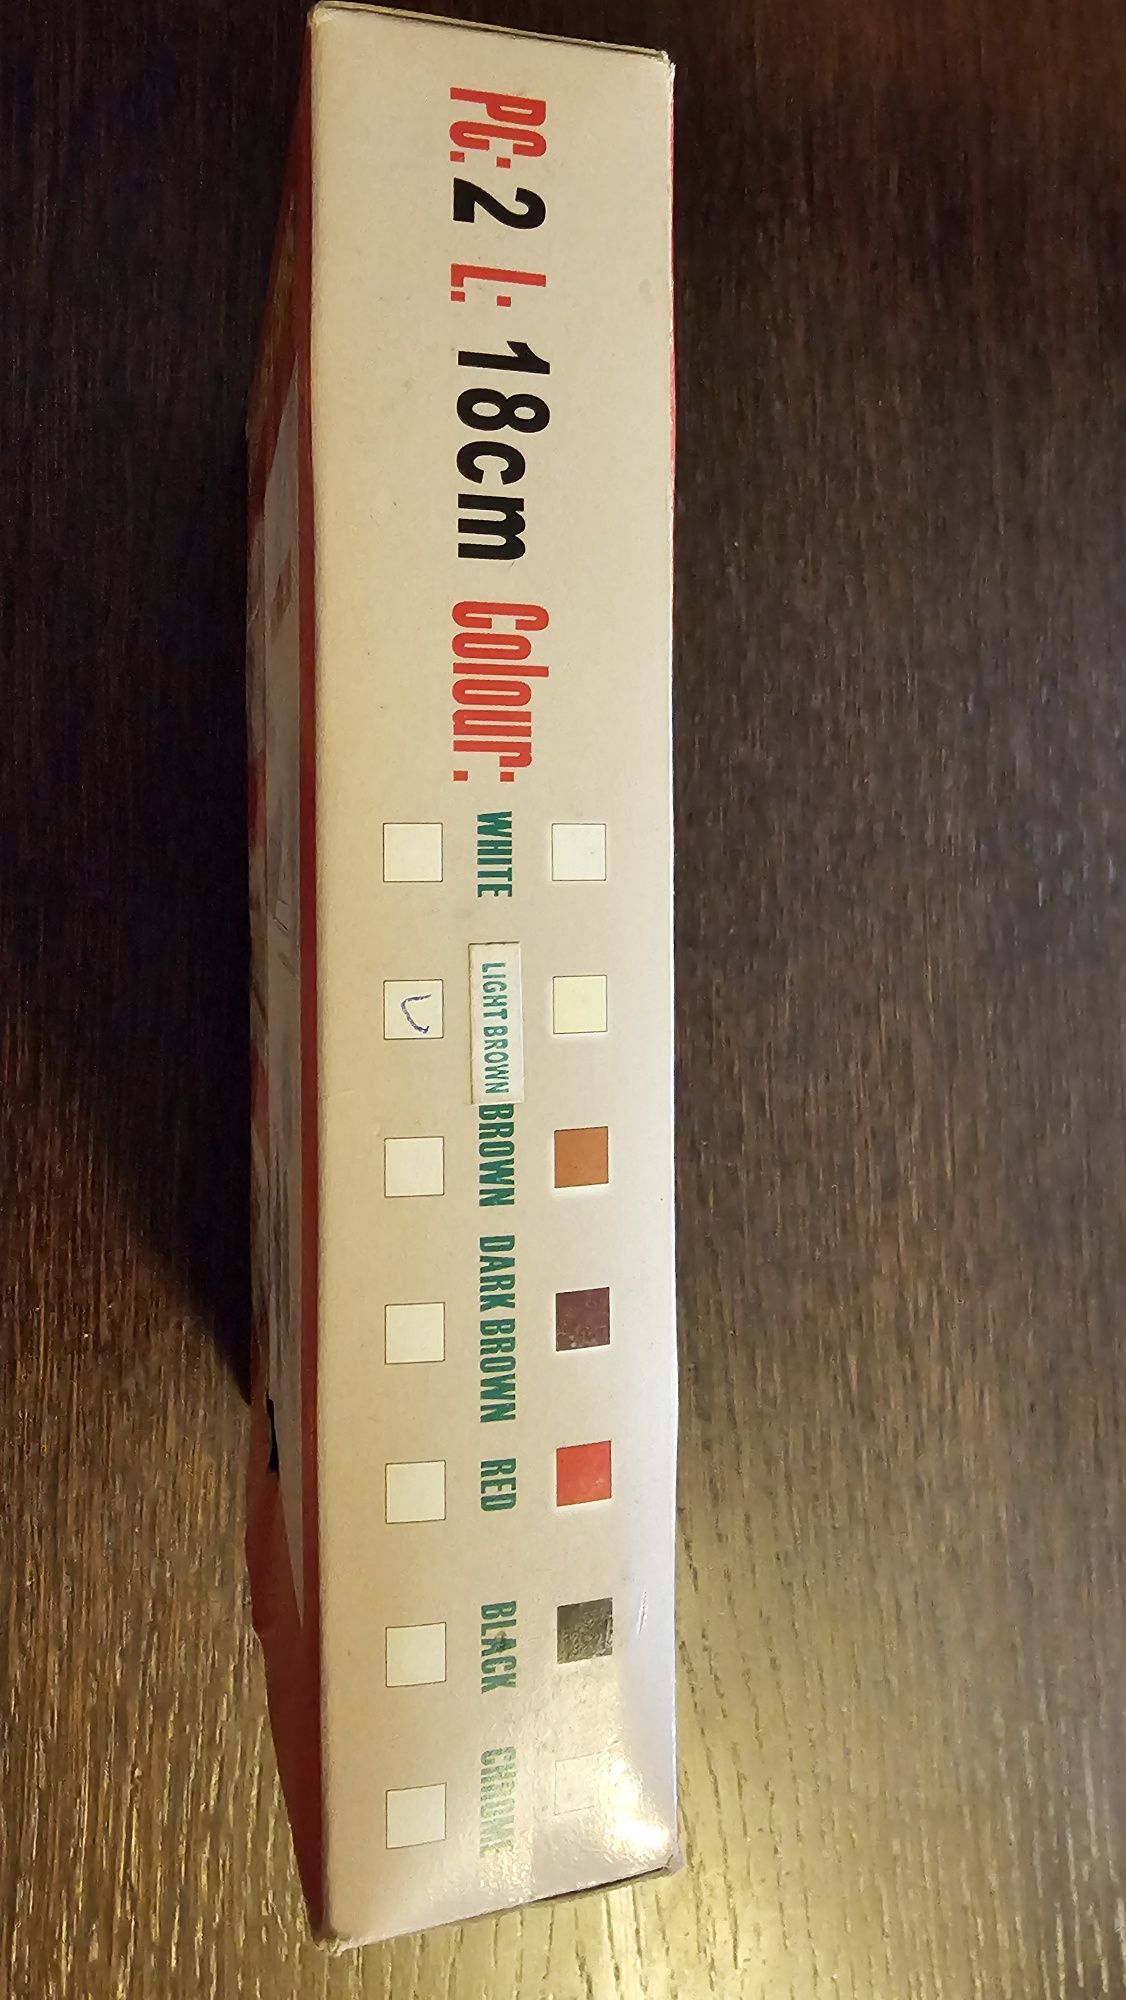 PC: 2 L: 18cm Colour:
WHITE LIGHT BROWN BROWN DARK BROWN RED BLACK CHROME